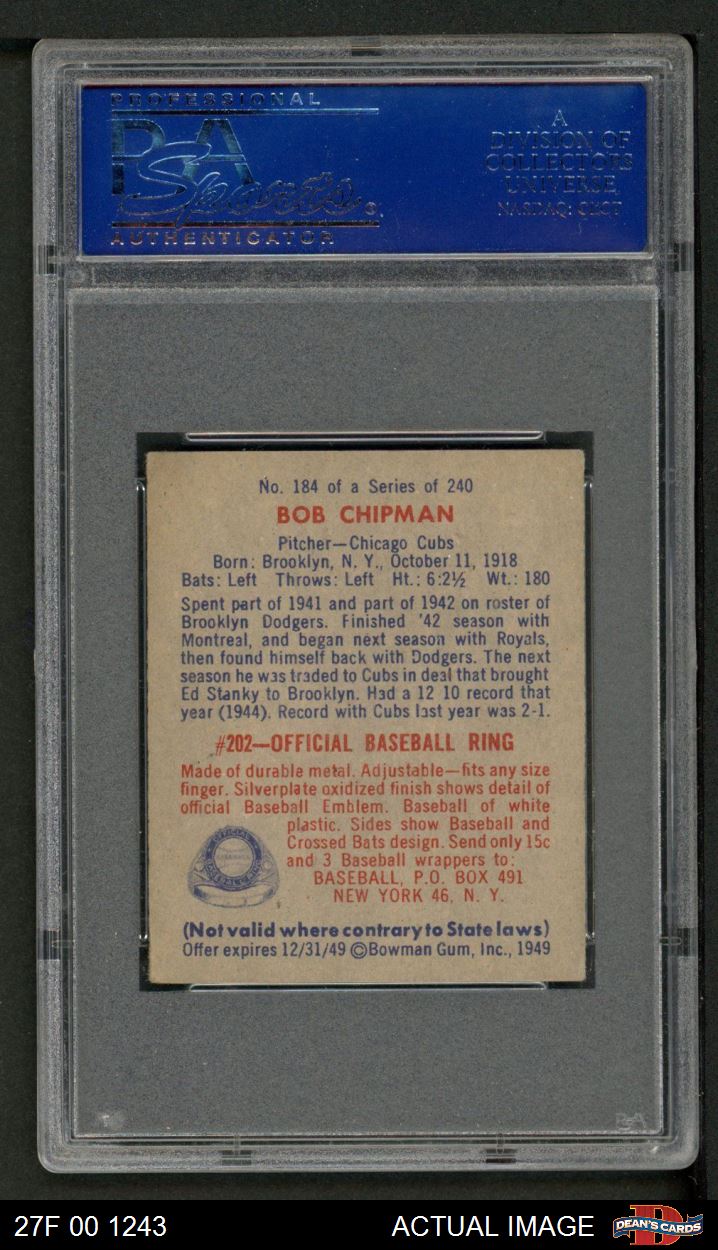 PROFESSIONAL
PSA
Sports
AUTHENTICATOR
A
DIVISION OF
COLLECTORS
UNIVERSE
NASDAQ: CLCT
No. 184 of a Series of 240
BOB CHIPMAN
Pitcher—Chicago Cubs
Born: Brooklyn, N. Y., October 11, 1918
Bats: Left Throws: Left Ht.: 6:2½ Wt.: 180
Spent part of 1941 and part of 1942 on roster of
Brooklyn Dodgers. Finished '42 season with
Montreal, and began next season with Royals,
then found himself back with Dodgers. The next
season he was traded to Cubs in deal that brought
Ed Stanky to Brooklyn. Had a 12 10 record that
year (1944). Record with Cubs last year was 2-1.
#202—OFFICIAL BASEBALL RING
Made of durable metal. Adjustable—fits any size
finger. Silverplate oxidized finish shows detail of
official Baseball Emblem. Baseball of white
plastic. Sides show Baseball and
Crossed Bats design. Send only 15c
and 3 Baseball wrappers to:
BASEBALL, P.O. BOX 491
NEW YORK 46, N. Y.
OFFICIAL
BASEBALL RING
(Not valid where contrary to State laws)
Offer expires 12/31/49 ©Bowman Gum, Inc., 1949
PSA
27F 00 1243
ACTUAL IMAGE
DEAN'S CARDS